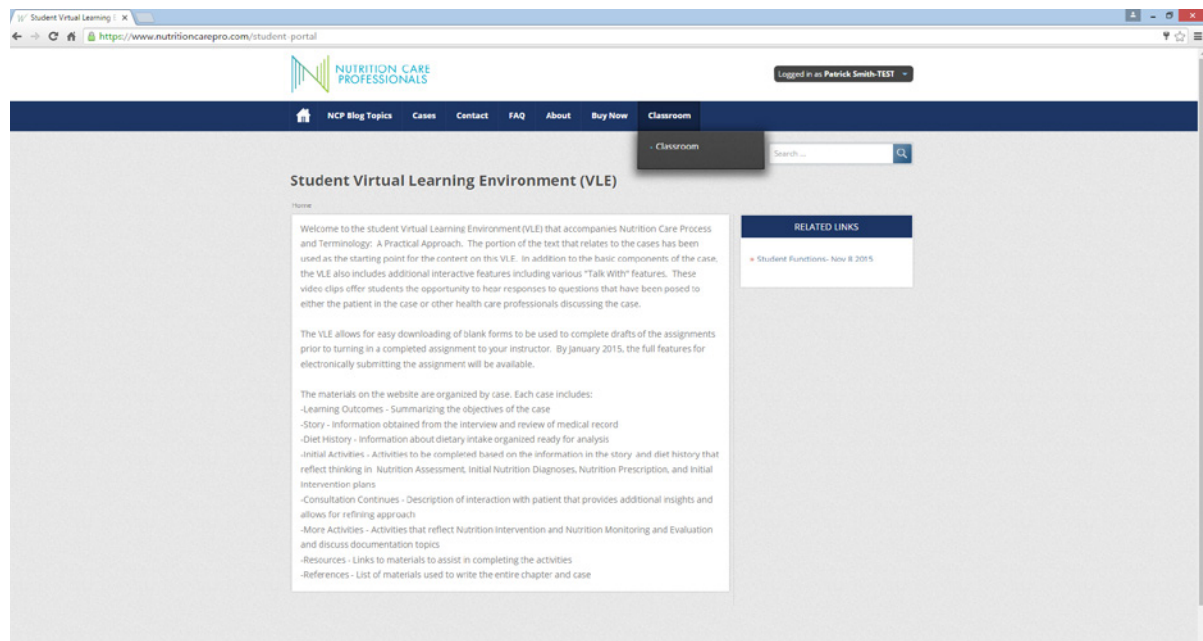 Student Virtual Learning E
https://www.nutritioncarepro.com/student-portal
NUTRITION CARE
PROFESSIONALS
Logged in as Patrick Smith-TEST
NCP Blog Topics Cases Contact FAQ About Buy Now Classroom
- Classroom
Search ...
Student Virtual Learning Environment (VLE)
Home
Welcome to the student Virtual Learning Environment (VLE) that accompanies Nutrition Care Process
and Terminology: A Practical Approach. The portion of the text that relates to the cases has been
used as the starting point for the content on this VLE. In addition to the basic components of the case,
the VLE also includes additional interactive features including various "Talk With" features. These
video clips offer students the opportunity to hear responses to questions that have been posed to
either the patient in the case or other health care professionals discussing the case.
The VLE allows for easy downloading of blank forms to be used to complete drafts of the assignments
prior to turning in a completed assignment to your instructor. By January 2015, the full features for
electronically submitting the assignment will be available.
The materials on the website are organized by case. Each case includes:
-Learning Outcomes - Summarizing the objectives of the case
-Story - Information obtained from the interview and review of medical record
-Diet History - Information about dietary intake organized ready for analysis
-Initial Activities - Activities to be completed based on the information in the story and diet history that
reflect thinking in Nutrition Assessment, Initial Nutrition Diagnoses, Nutrition Prescription, and Initial
Intervention plans
-Consultation Continues - Description of interaction with patient that provides additional insights and
allows for refining approach
-More Activities - Activities that reflect Nutrition Intervention and Nutrition Monitoring and Evaluation
and discuss documentation topics
-Resources - Links to materials to assist in completing the activities
-References - List of materials used to write the entire chapter and case
RELATED LINKS
Student Functions- Nov 8 2015